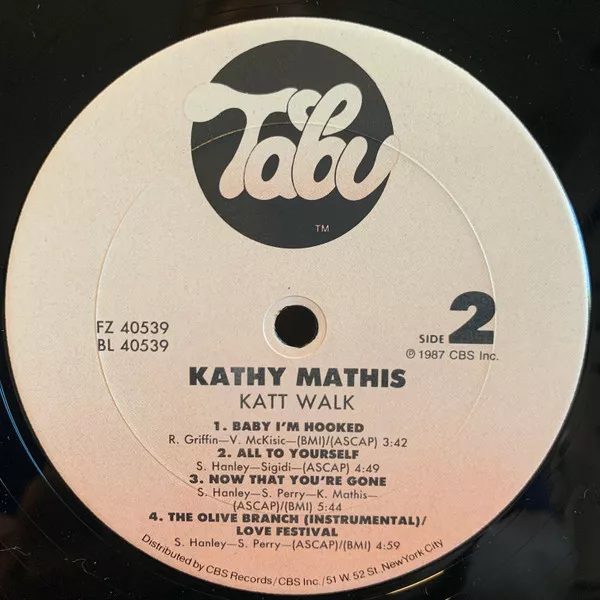 Tabu
TM
FZ 40539
BL 40539
SIDE 2
℗ 1987 CBS Inc.
KATHY MATHIS
KATT WALK
1. BABY I'M HOOKED
R. Griffin—V. McKisic—(BMI)/(ASCAP) 3:42
2. ALL TO YOURSELF
S. Hanley—Sigidi—(ASCAP) 4:49
3. NOW THAT YOU'RE GONE
S. Hanley—S. Perry—K. Mathis—
(ASCAP)/(BMI) 5:44
4. THE OLIVE BRANCH (INSTRUMENTAL)/
LOVE FESTIVAL
S. Hanley—S. Perry—(ASCAP)/(BMI) 4:59
Distributed by CBS Records/CBS Inc./51 W. 52 St. New York City